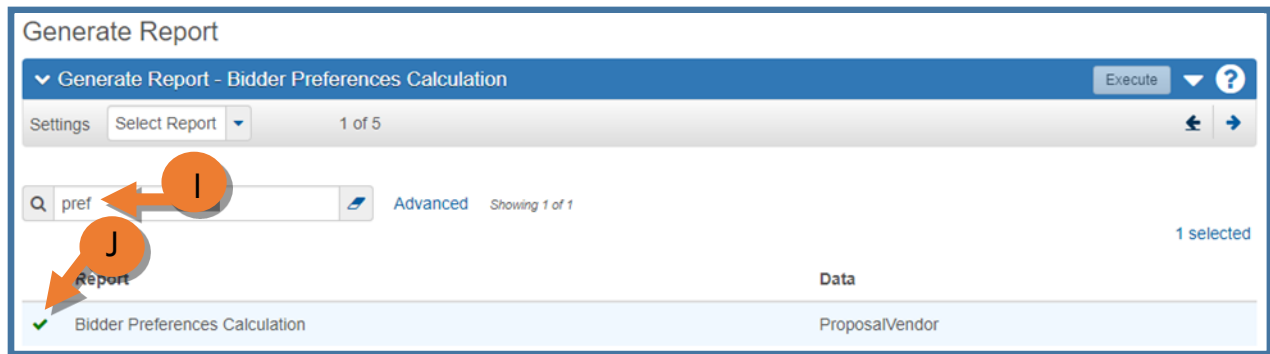 Generate Report
Generate Report - Bidder Preferences Calculation Execute ?
Settings Select Report 1 of 5
I
pref Advanced Showing 1 of 1
1 selected
J
Report Data
Bidder Preferences Calculation ProposalVendor